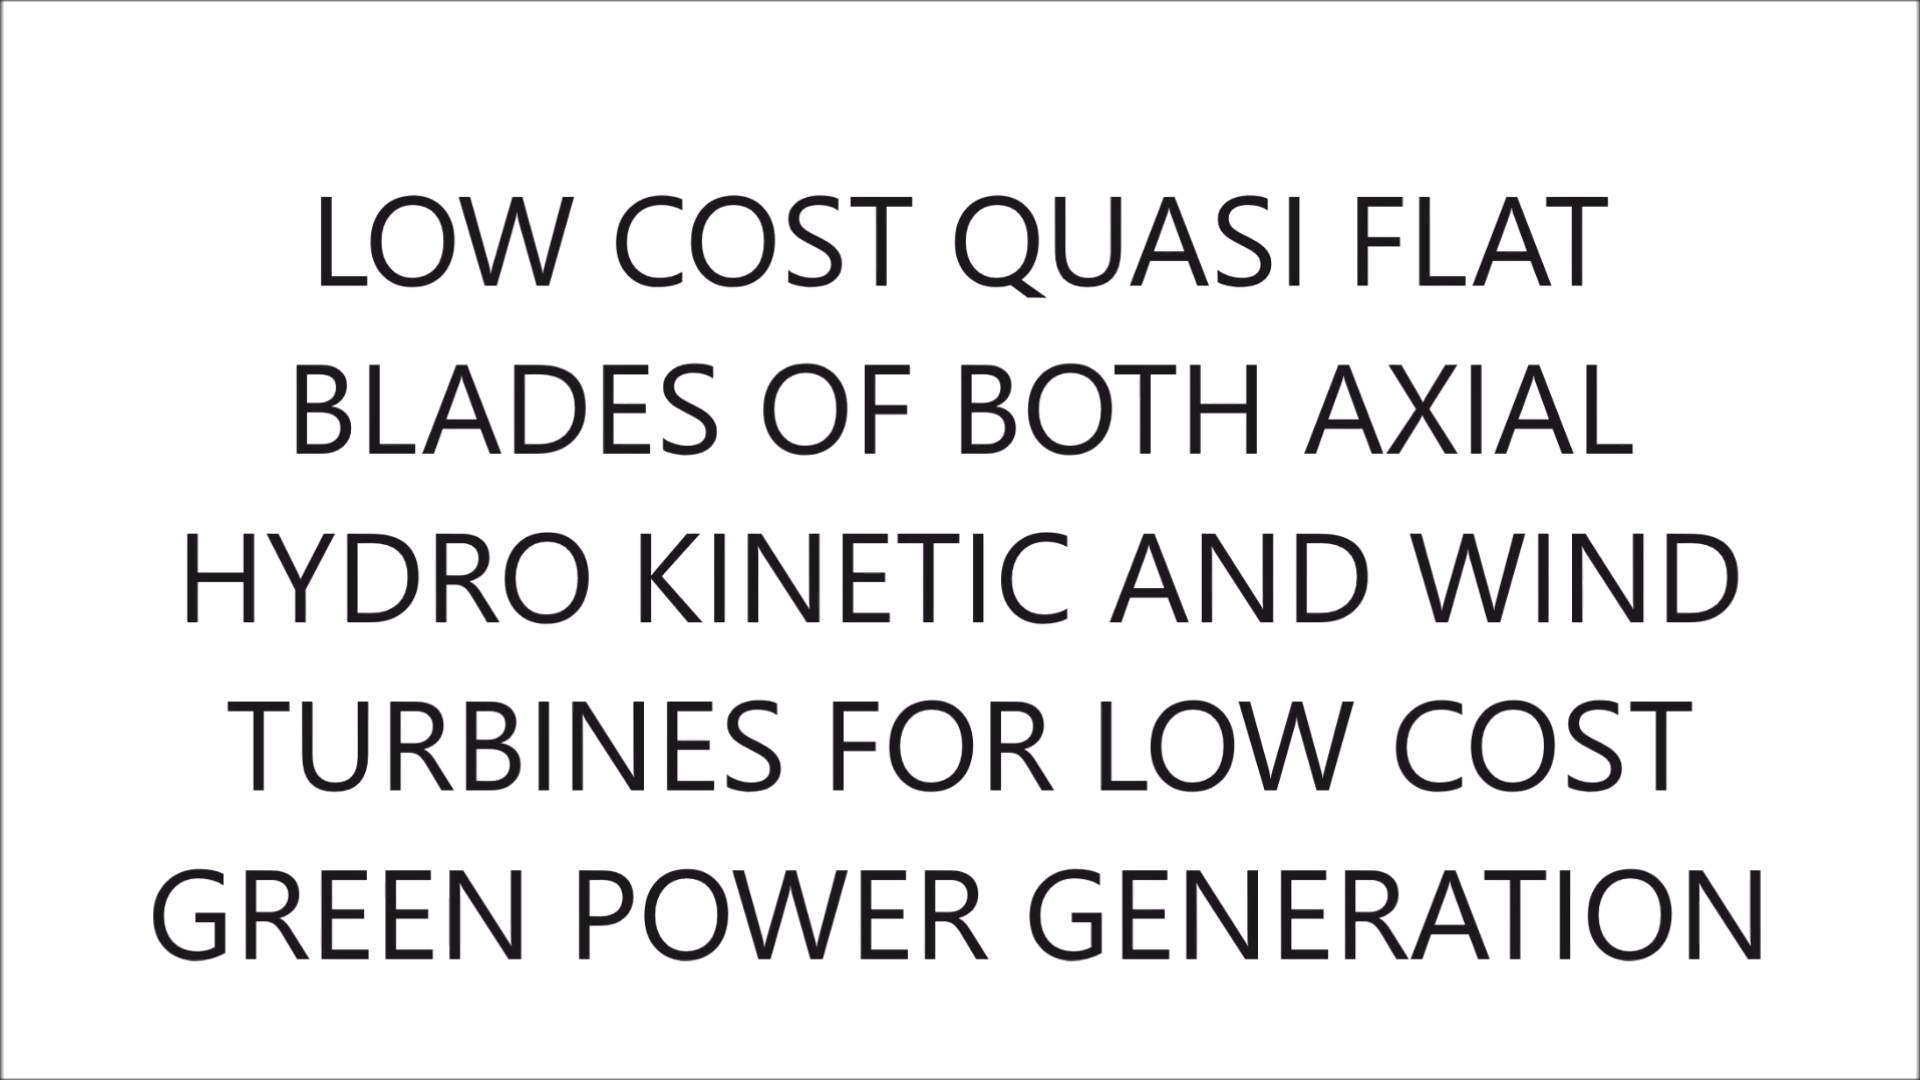 LOW COST QUASI FLAT
BLADES OF BOTH AXIAL
HYDRO KINETIC AND WIND
TURBINES FOR LOW COST
GREEN POWER GENERATION